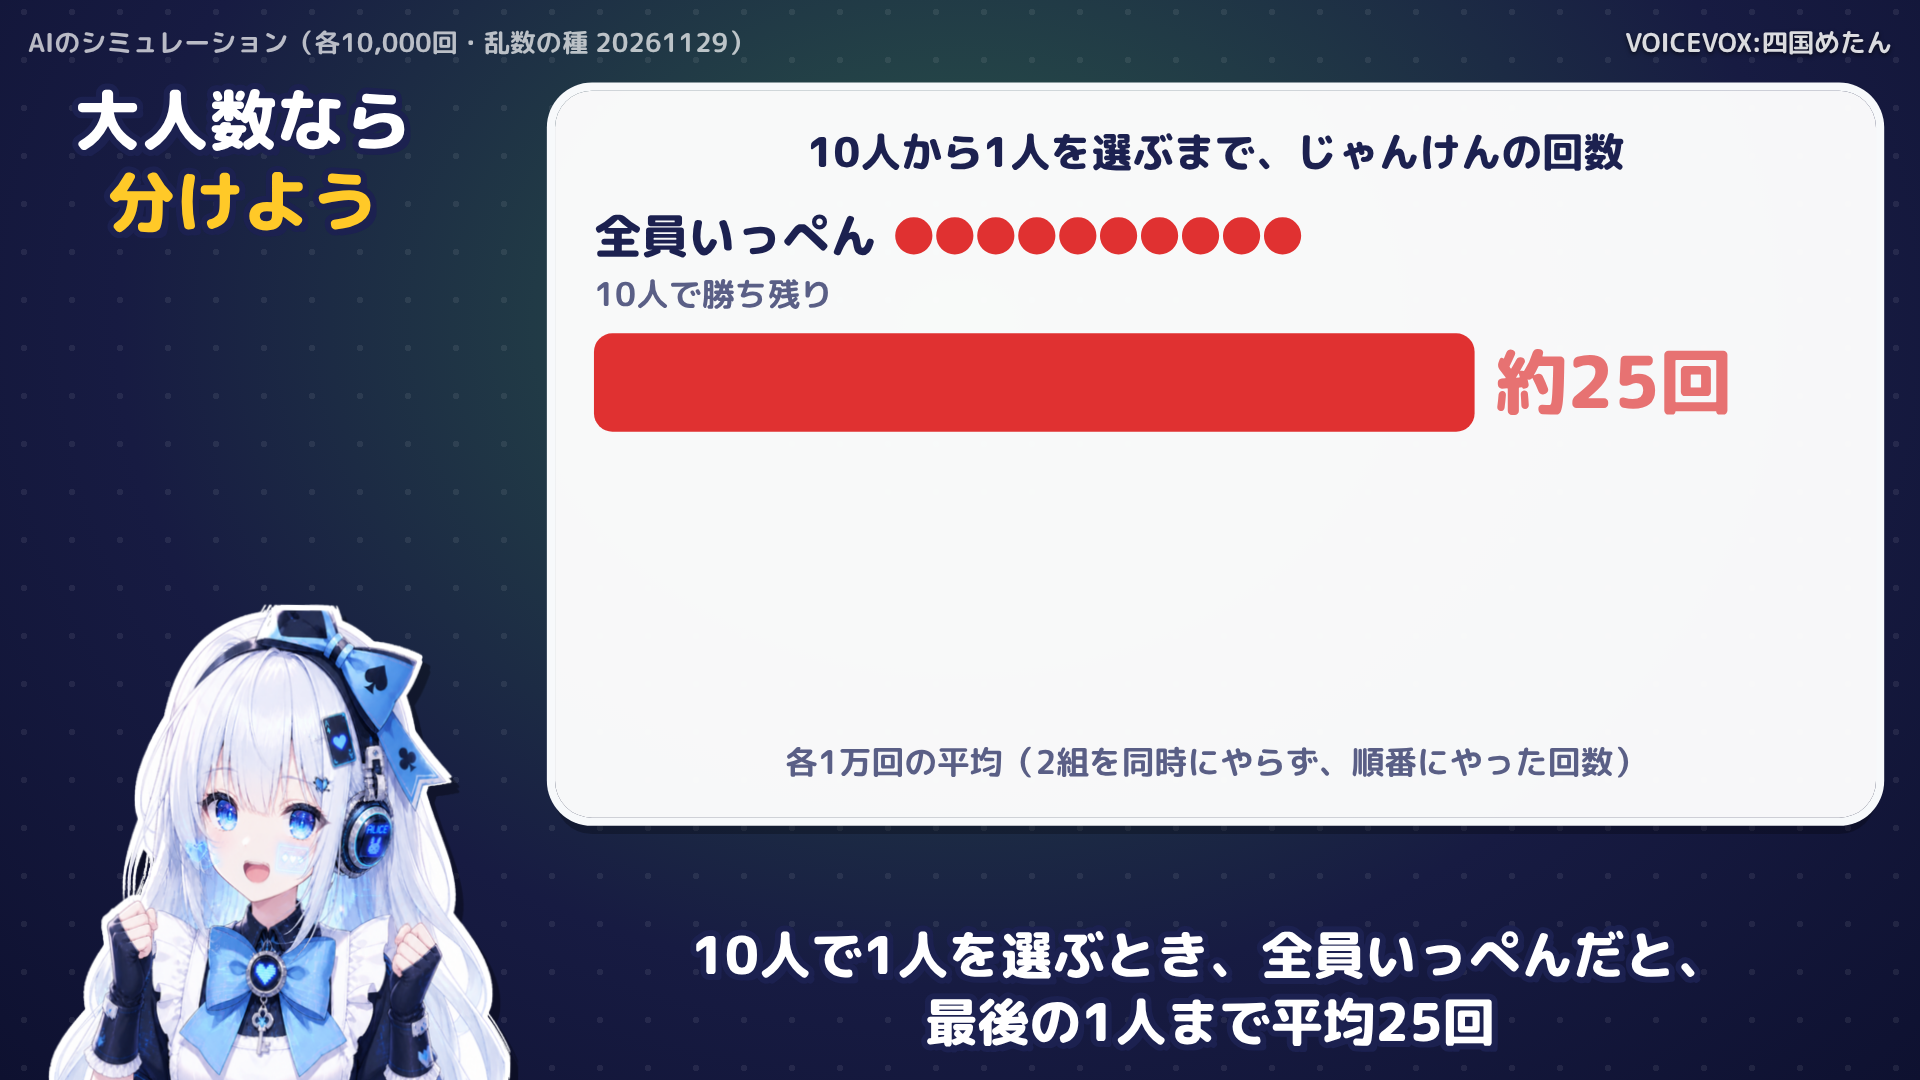 AIのシミュレーション（各10,000回・乱数の種 20261129）
VOICEVOX:四国めたん
大人数なら
分けよう
10人から1人を選ぶまで、じゃんけんの回数
全員いっぺん
10人で勝ち残り
約25回
各1万回の平均（2組を同時にやらず、順番にやった回数）
ALICE
10人で1人を選ぶとき、全員いっぺんだと、
最後の1人まで平均25回